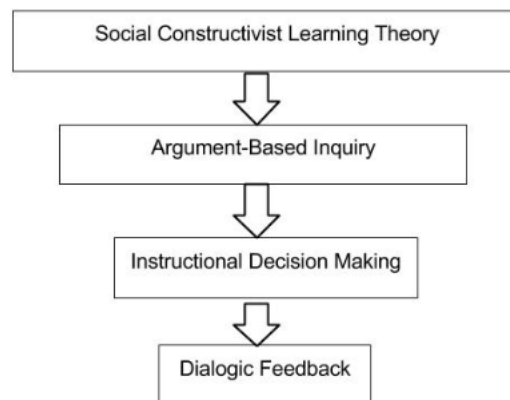 Social Constructivist Learning Theory
Argument-Based Inquiry
Instructional Decision Making
Dialogic Feedback